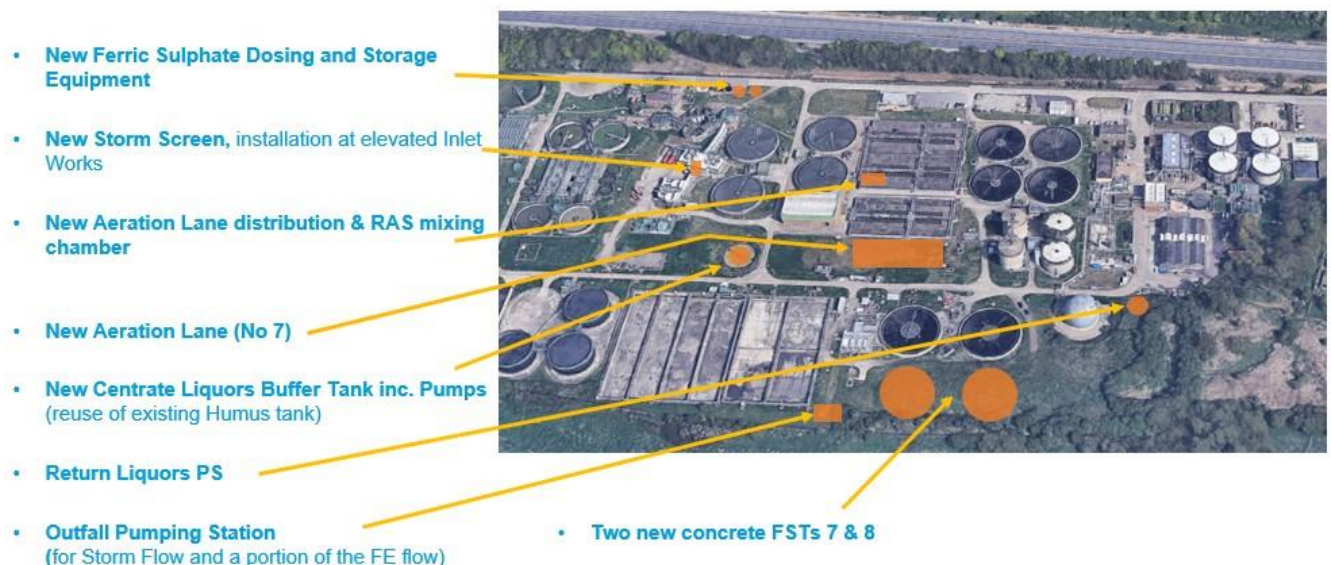 • New Ferric Sulphate Dosing and Storage
Equipment
• New Storm Screen, installation at elevated Inlet
Works
• New Aeration Lane distribution & RAS mixing
chamber
• New Aeration Lane (No 7)
• New Centrate Liquors Buffer Tank inc. Pumps
(reuse of existing Humus tank)
• Return Liquors PS
• Outfall Pumping Station
(for Storm Flow and a portion of the FE flow)
• Two new concrete FSTs 7 & 8